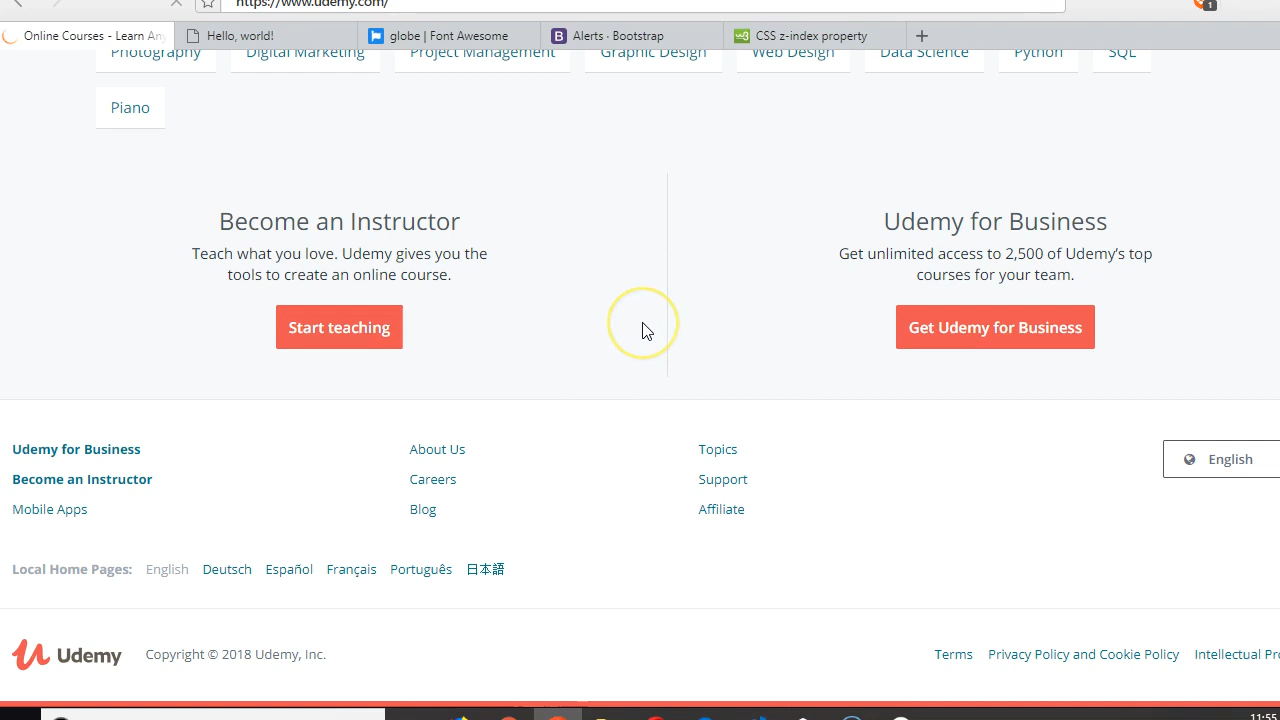 https://www.udemy.com/
1
Online Courses - Learn Any
Hello, world!
globe | Font Awesome
Alerts · Bootstrap
CSS z-index property
Photography
Digital Marketing
Project Management
Graphic Design
Web Design
Data Science
Python
SQL
Piano
Become an Instructor
Teach what you love. Udemy gives you the
tools to create an online course.
Start teaching
Udemy for Business
Get unlimited access to 2,500 of Udemy’s top
courses for your team.
Get Udemy for Business
Udemy for Business
Become an Instructor
Mobile Apps
About Us
Careers
Blog
Topics
Support
Affiliate
English
Local Home Pages: English Deutsch Español Français Português 日本語
Udemy
Copyright © 2018 Udemy, Inc.
Terms
Privacy Policy and Cookie Policy
Intellectual Pro
11:55